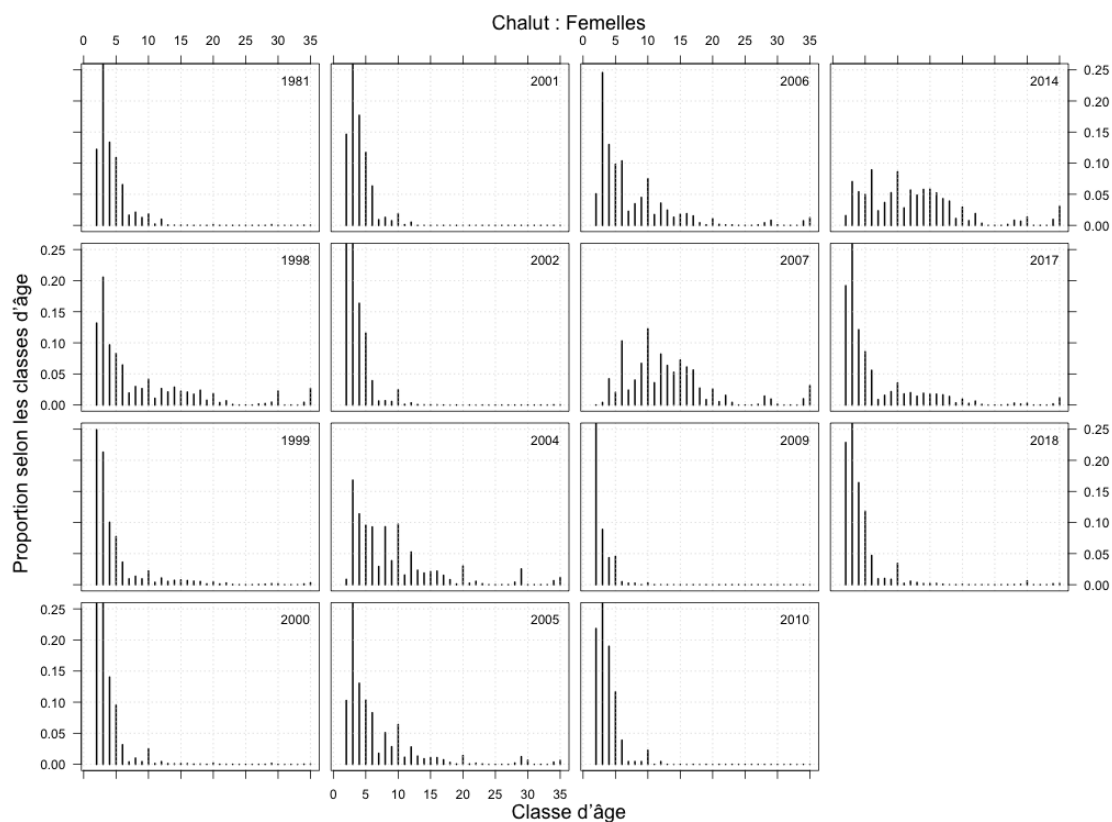 Chalut : Femelles
0 5 10 15 20 25 30 35 0 5 10 15 20 25 30 35
1981 2001 2006 2014
0.25
0.20
0.15
0.10
0.05
0.00
Proportion selon les classes d'âge
1998 2002 2007 2017
0.25
0.20
0.15
0.10
0.05
0.00
1999 2004 2009 2018
0.25
0.20
0.15
0.10
0.05
0.00
2000 2005 2010
0.25
0.20
0.15
0.10
0.05
0.00
0 5 10 15 20 25 30 35
Classe d'âge